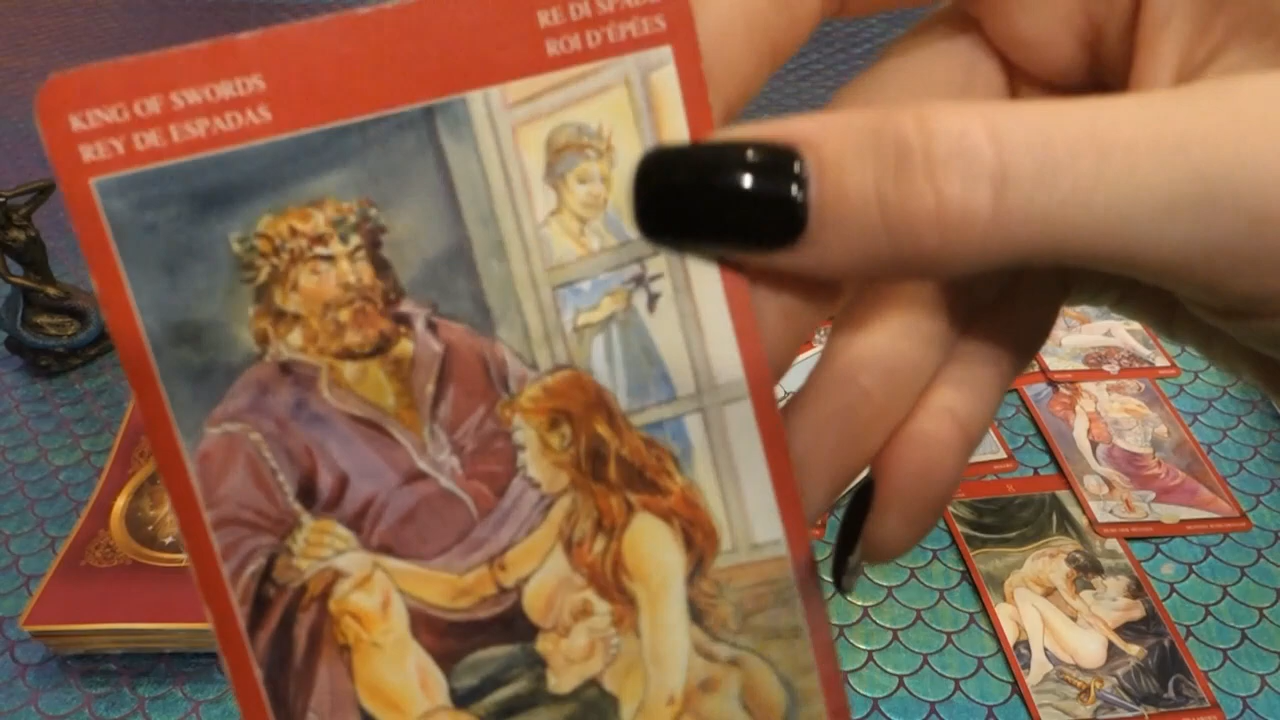 KING OF SWORDS
REY DE ESPADAS
RE DI SPADE
ROI D'ÉPÉES
X